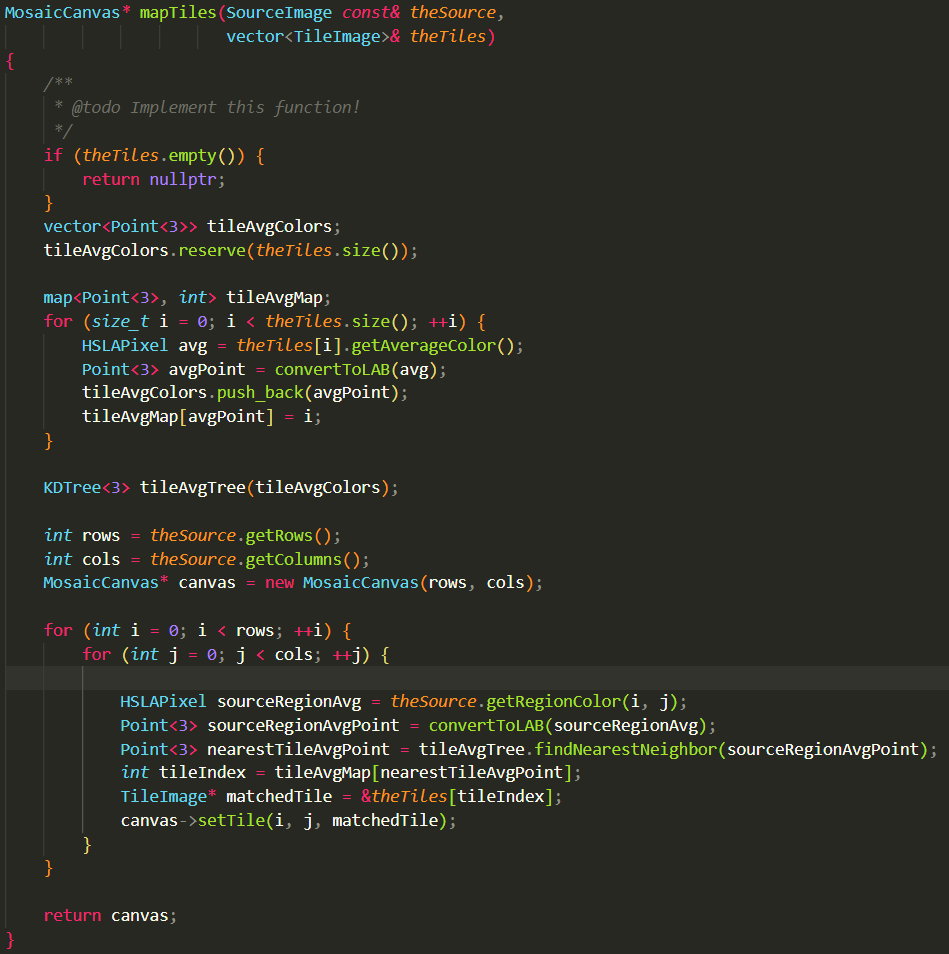 MosaicCanvas* mapTiles(SourceImage const& theSource,
                       vector<TileImage>& theTiles)
{
    /**
     * @todo Implement this function!
     */
    if (theTiles.empty()) {
        return nullptr;
    }
    vector<Point<3>> tileAvgColors;
    tileAvgColors.reserve(theTiles.size());

    map<Point<3>, int> tileAvgMap;
    for (size_t i = 0; i < theTiles.size(); ++i) {
        HSLAPixel avg = theTiles[i].getAverageColor();
        Point<3> avgPoint = convertToLAB(avg);
        tileAvgColors.push_back(avgPoint);
        tileAvgMap[avgPoint] = i;
    }

    KDTree<3> tileAvgTree(tileAvgColors);

    int rows = theSource.getRows();
    int cols = theSource.getColumns();
    MosaicCanvas* canvas = new MosaicCanvas(rows, cols);

    for (int i = 0; i < rows; ++i) {
        for (int j = 0; j < cols; ++j) {

            HSLAPixel sourceRegionAvg = theSource.getRegionColor(i, j);
            Point<3> sourceRegionAvgPoint = convertToLAB(sourceRegionAvg);
            Point<3> nearestTileAvgPoint = tileAvgTree.findNearestNeighbor(sourceRegionAvgPoint);
            int tileIndex = tileAvgMap[nearestTileAvgPoint];
            TileImage* matchedTile = &theTiles[tileIndex];
            canvas->setTile(i, j, matchedTile);
        }
    }

    return canvas;
}